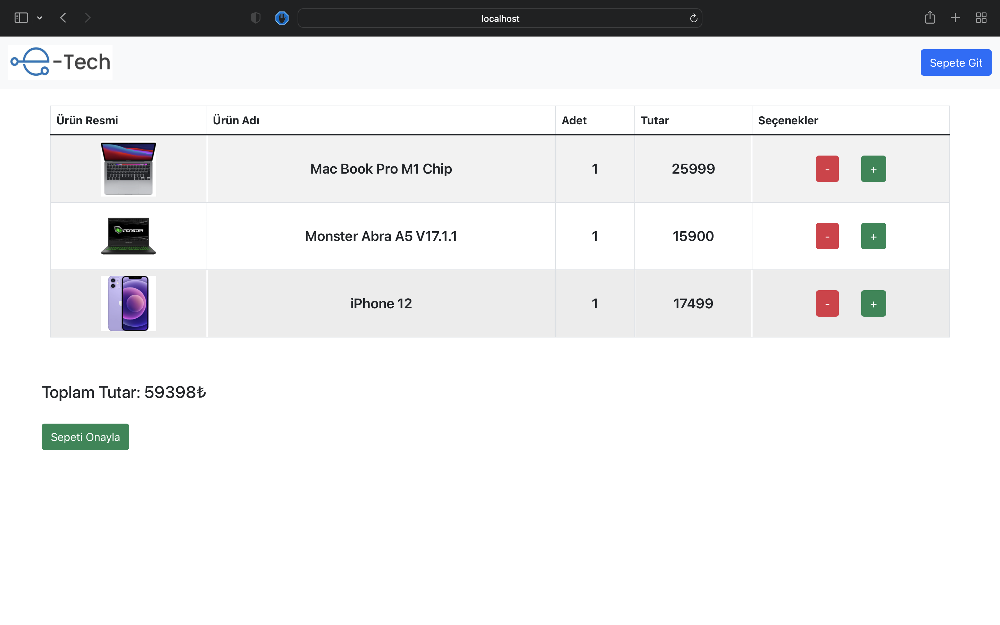 localhost
e-Tech
Sepete Git
Ürün Resmi Ürün Adı Adet Tutar Seçenekler
Mac Book Pro M1 Chip 1 25999 - +
MONSTER
Monster Abra A5 V17.1.1 1 15900 - +
iPhone 12 1 17499 - +
Toplam Tutar: 59398₺
Sepeti Onayla